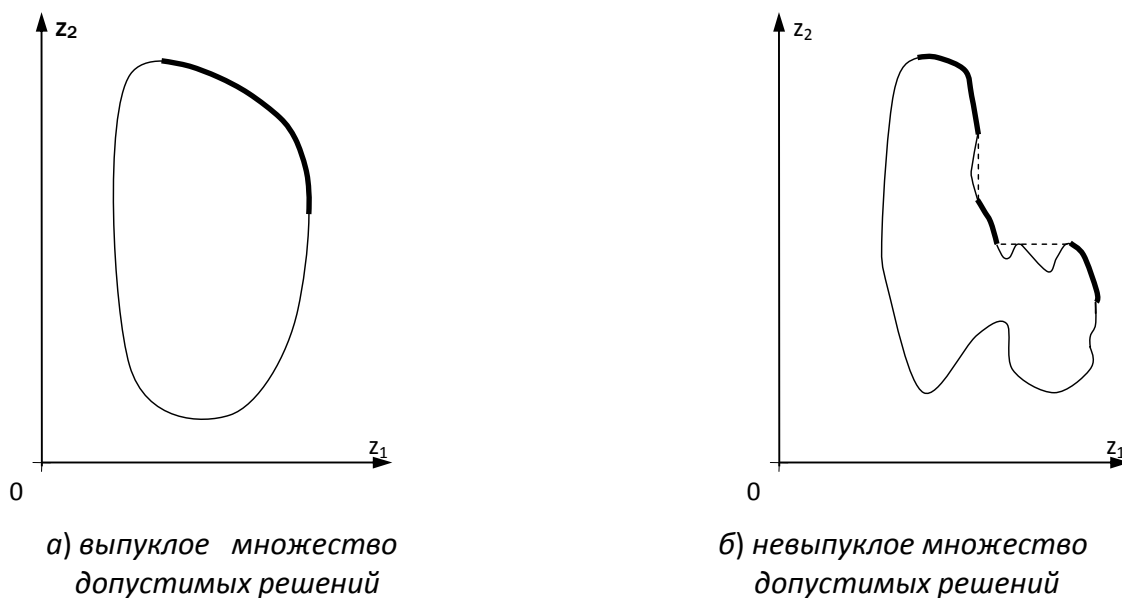 z₂
z₁
0
а) выпуклое множество
допустимых решений
z₂
z₁
0
б) невыпуклое множество
допустимых решений